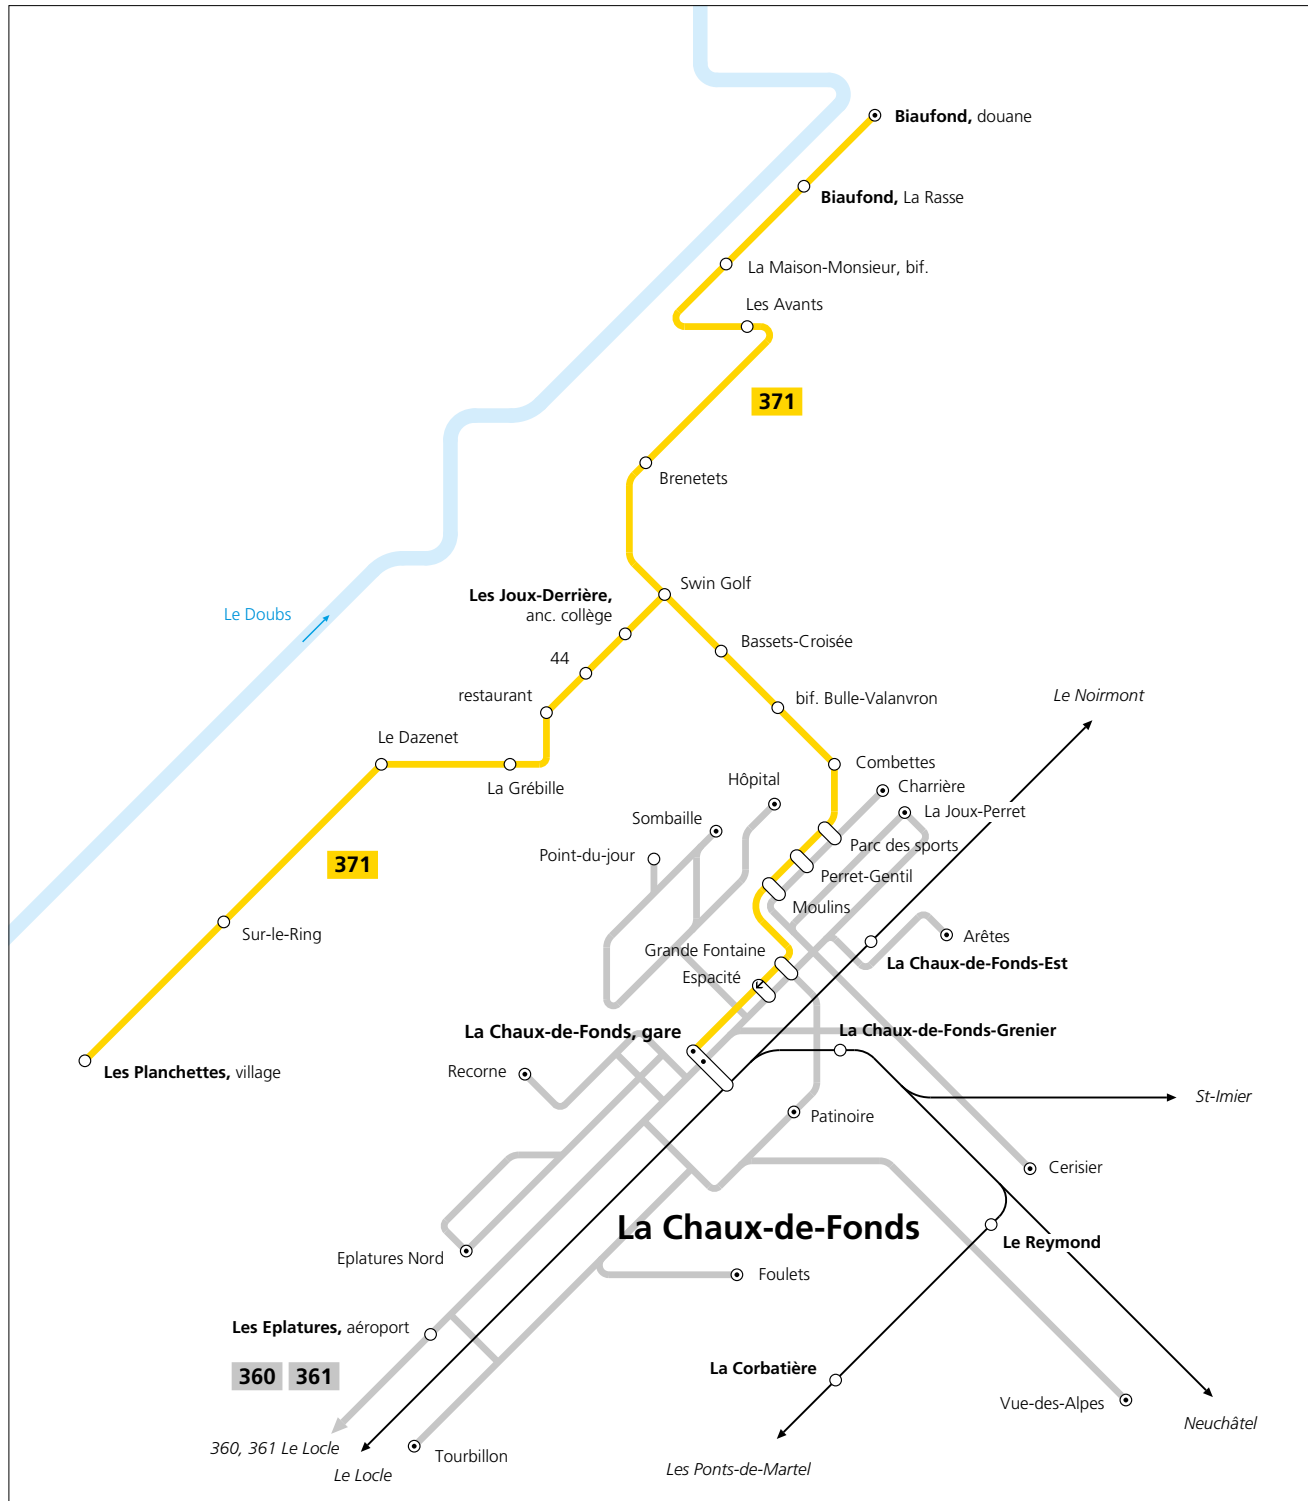 Biaufond, douane
Biaufond, La Rasse
La Maison-Monsieur, bif.
Les Avants
371
Brenetets
Swin Golf
Les Joux-Derrière,
anc. collège
Le Doubs
Bassets-Croisée
44
restaurant
bif. Bulle-Valanvron
Le Noirmont
Le Dazenet
La Grébille
Combettes
Hôpital
Charrière
La Joux-Perret
Sombaille
Parc des sports
Point-du-jour
371
Perret-Gentil
Moulins
Sur-le-Ring
Arêtes
Grande Fontaine
La Chaux-de-Fonds-Est
Espacité
La Chaux-de-Fonds, gare
La Chaux-de-Fonds-Grenier
Les Planchettes, village
Recorne
St-Imier
Patinoire
Cerisier
La Chaux-de-Fonds
Le Reymond
Eplatures Nord
Foulets
Les Eplatures, aéroport
360 361
La Corbatière
Vue-des-Alpes
Neuchâtel
360, 361 Le Locle
Tourbillon
Le Locle
Les Ponts-de-Martel